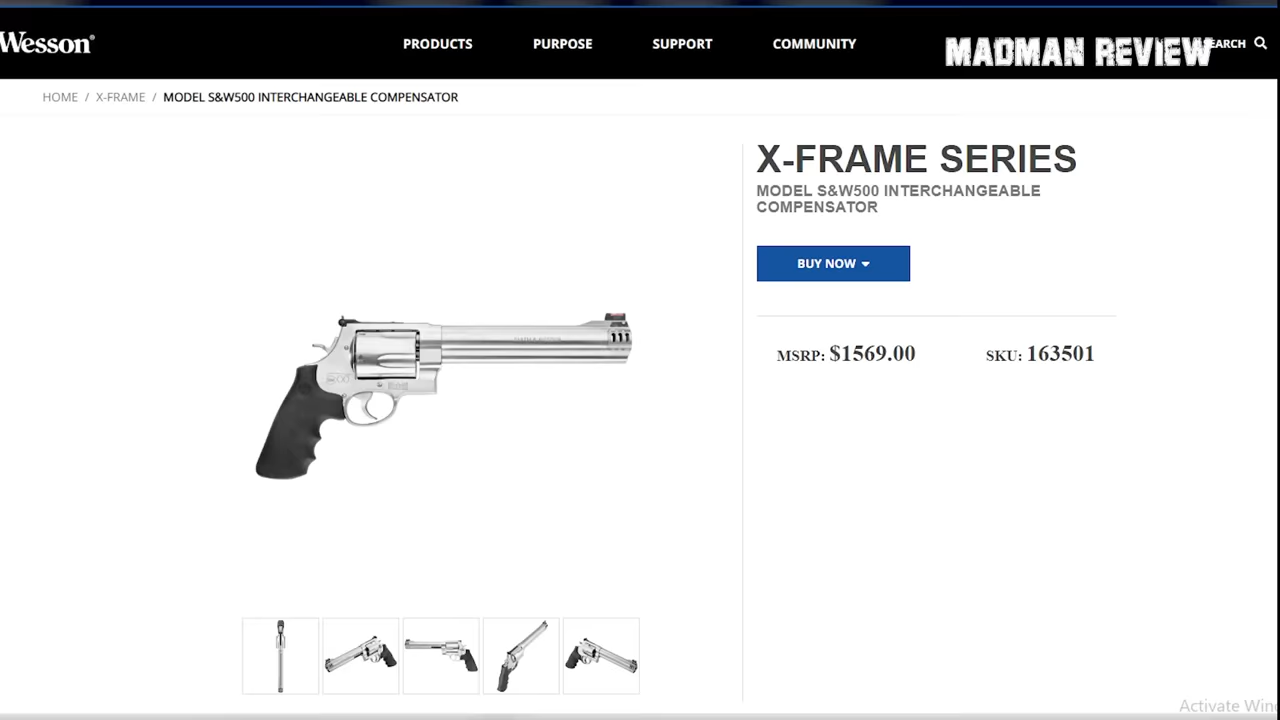 Wesson®
PRODUCTS
PURPOSE
SUPPORT
COMMUNITY
MADMAN REVIEW
EARCH
HOME / X-FRAME / MODEL S&W500 INTERCHANGEABLE COMPENSATOR
X-FRAME SERIES
MODEL S&W500 INTERCHANGEABLE
COMPENSATOR
BUY NOW
MSRP: $1569.00
SKU: 163501
Activate Win